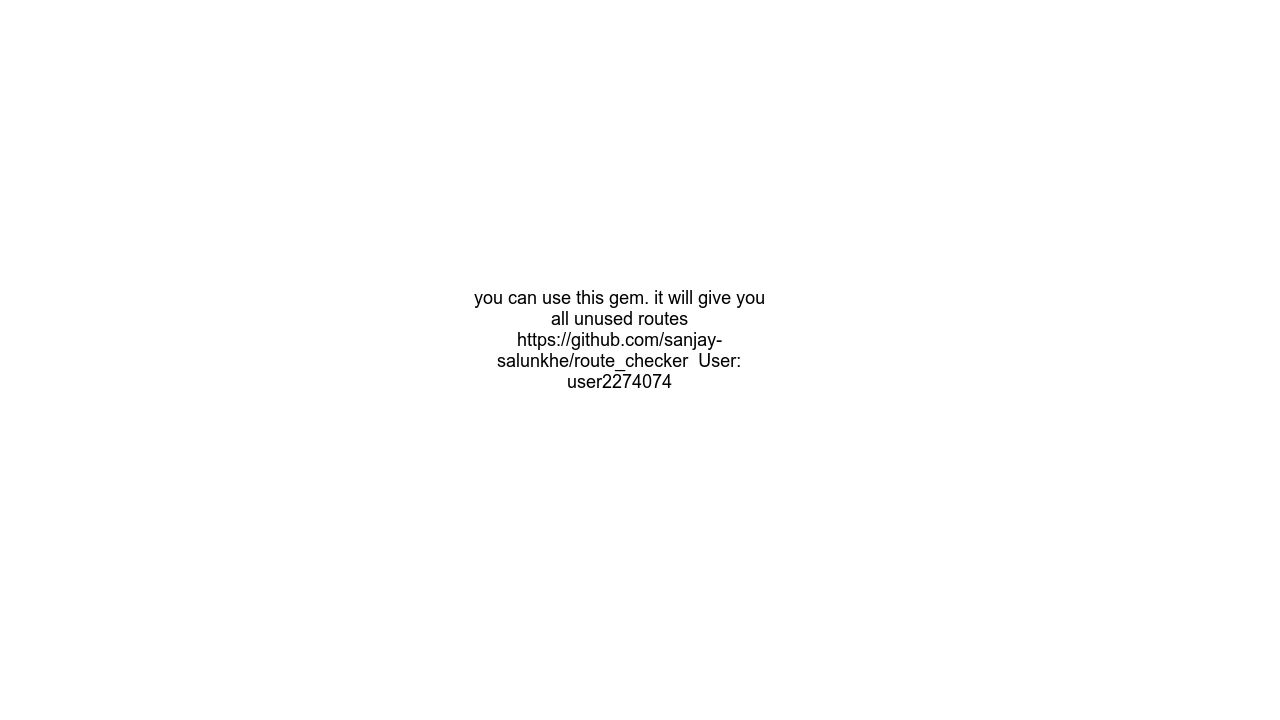 you can use this gem. it will give you
all unused routes
https://github.com/sanjay-
salunkhe/route_checker  User:
user2274074